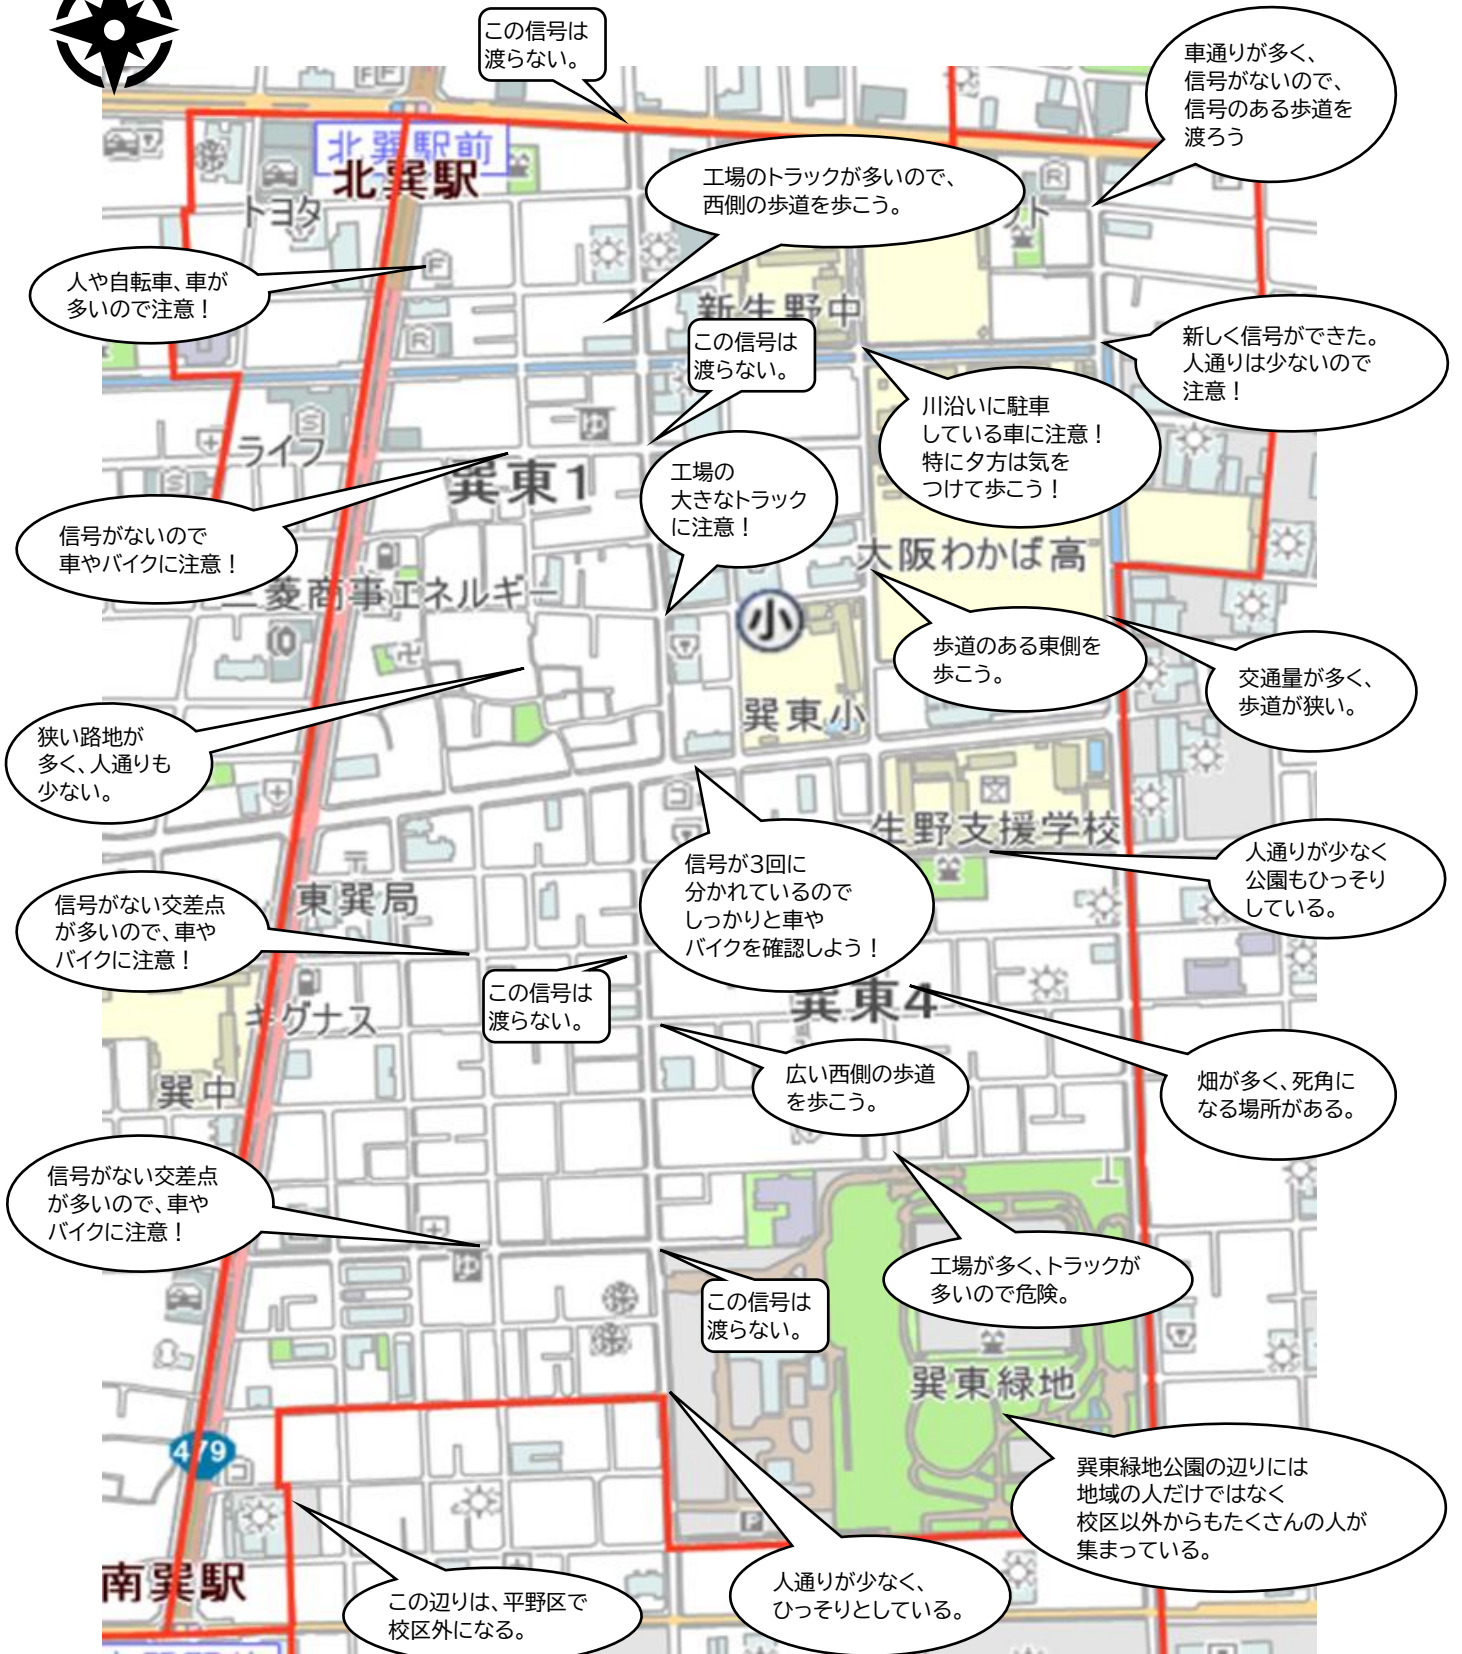 この信号は
渡らない。
車通りが多く、
信号がないので、
信号のある歩道を
渡ろう
北巽駅前
北巽駅
トヨタ
工場のトラックが多いので、
西側の歩道を歩こう。
人や自転車、車が
多いので注意！
新生野中
この信号は
渡らない。
新しく信号ができた。
人通りは少ないので
注意！
川沿いに駐車
している車に注意！
特に夕方は気を
つけて歩こう！
ライフ
巽東1
工場の
大きなトラック
に注意！
信号がないので
車やバイクに注意！
大阪わかば高
三菱商事エネルギー
小
歩道のある東側を
歩こう。
交通量が多く、
歩道が狭い。
巽東小
狭い路地が
多く、人通りも
少ない。
生野支援学校
信号が3回に
分かれているので
しっかりと車や
バイクを確認しよう！
人通りが少なく
公園もひっそり
している。
東巽局
信号がない交差点
が多いので、車や
バイクに注意！
この信号は
渡らない。
巽東4
キグナス
広い西側の歩道
を歩こう。
畑が多く、死角に
なる場所がある。
巽中
信号がない交差点
が多いので、車や
バイクに注意！
工場が多く、トラックが
多いので危険。
この信号は
渡らない。
巽東緑地
479
巽東緑地公園の辺りには
地域の人だけではなく
校区以外からもたくさんの人が
集まっている。
南巽駅
この辺りは、平野区で
校区外になる。
人通りが少なく、
ひっそりとしている。